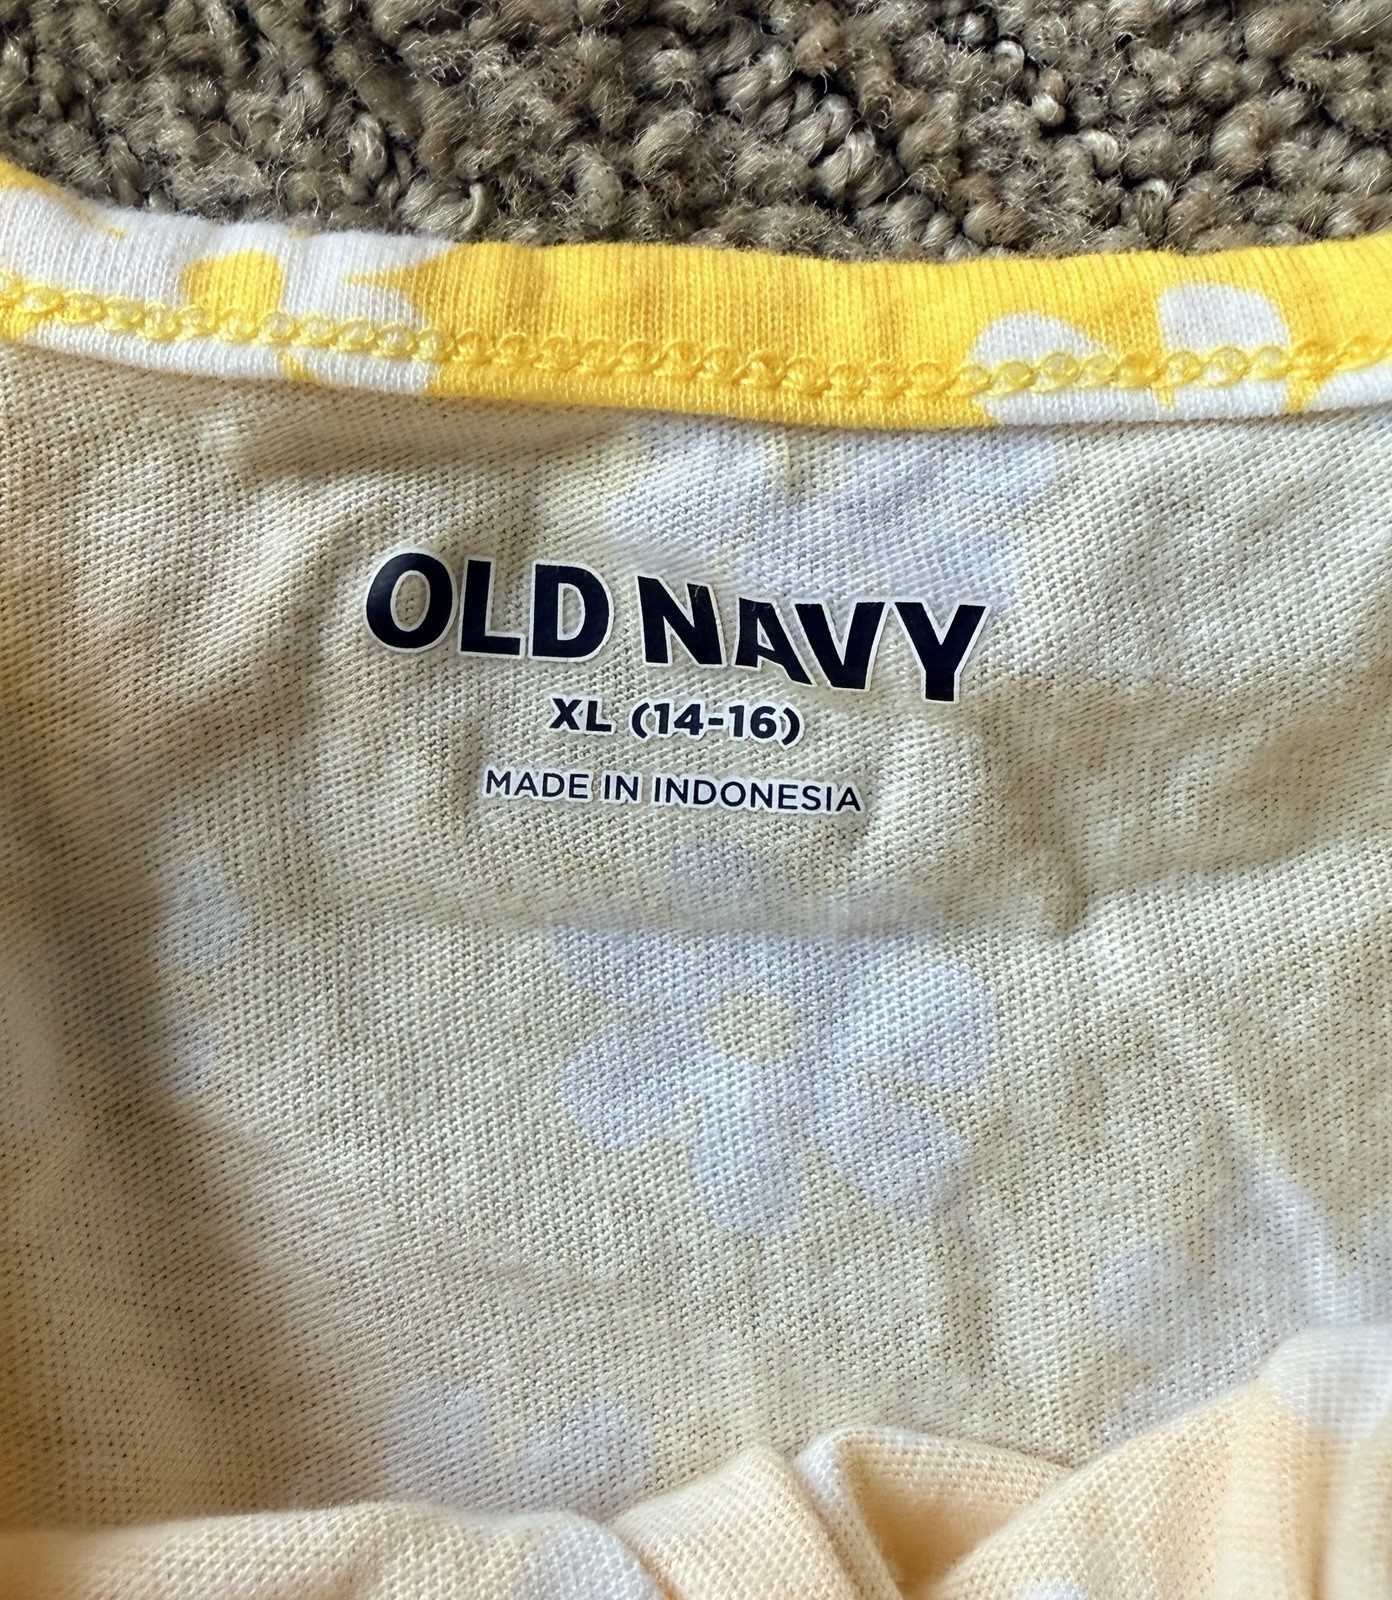 OLD NAVY
XL (14-16)
MADE IN INDONESIA